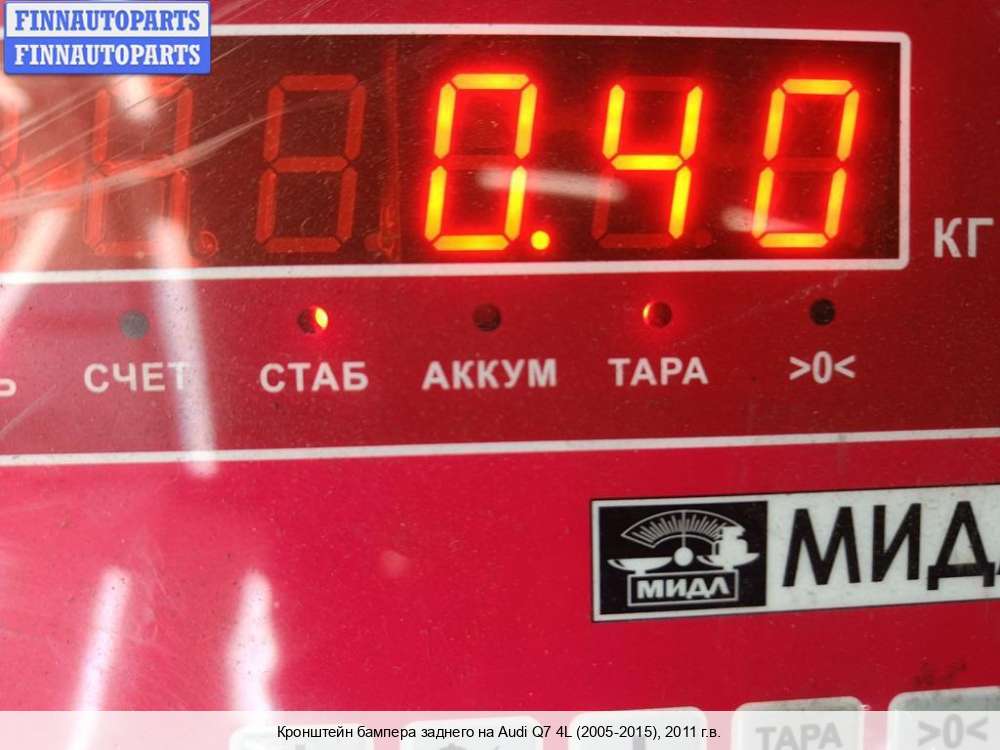 FINNAUTOPARTS
FINNAUTOPARTS
0.40
КГ
СЧЕТ СТАБ АККУМ ТАРА >0<
МИДЛ МИДЛ
ТАРА >0<
Кронштейн бампера заднего на Audi Q7 4L (2005-2015), 2011 г.в.